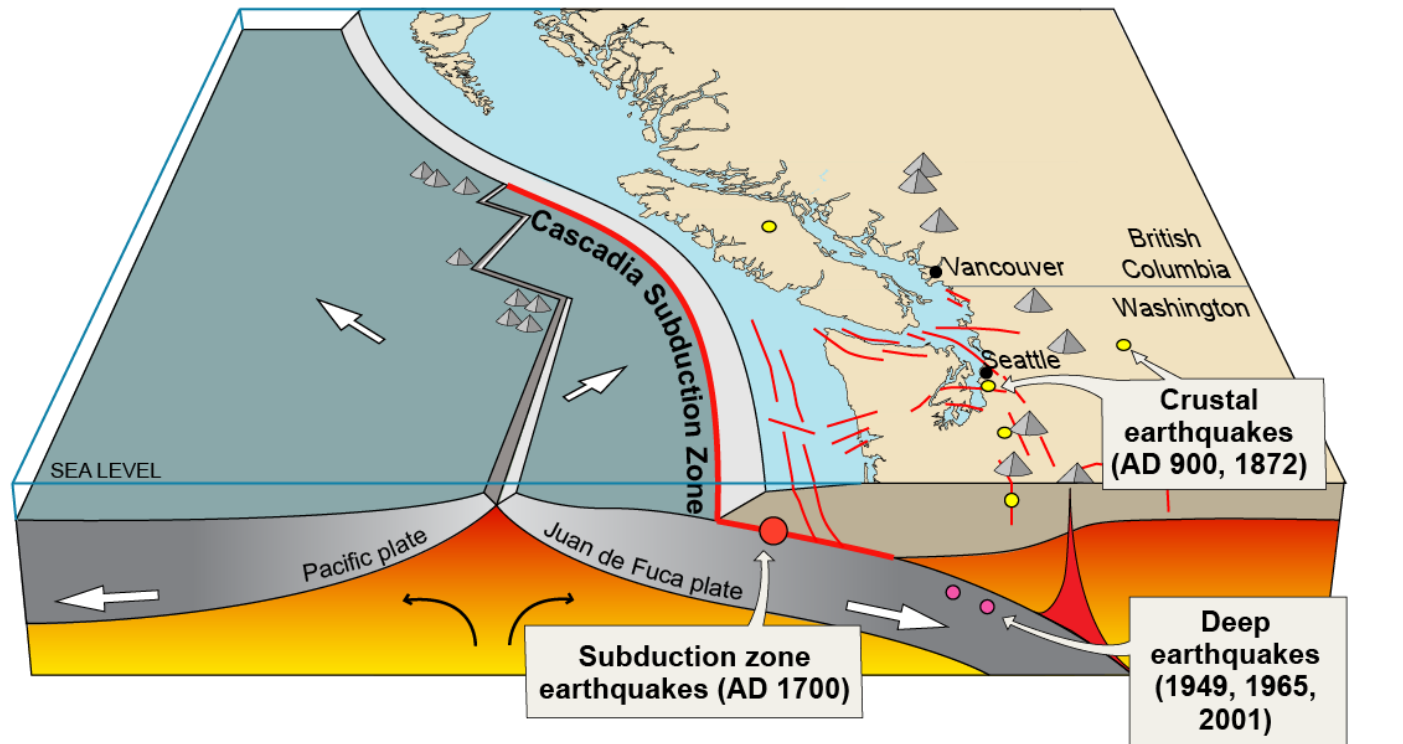 Cascadia Subduction Zone
British
Columbia
Vancouver
Washington
Seattle
Crustal
earthquakes
(AD 900, 1872)
SEA LEVEL
Pacific plate
Juan de Fuca plate
Subduction zone
earthquakes (AD 1700)
Deep
earthquakes
(1949, 1965,
2001)